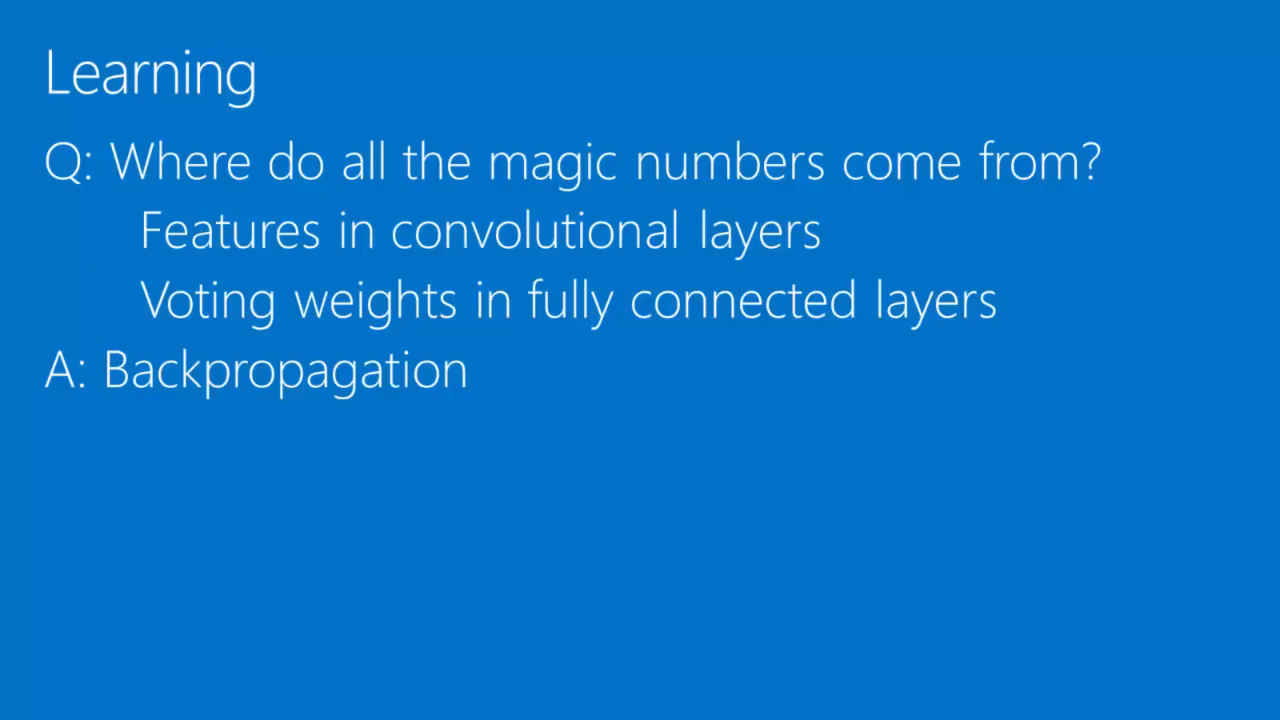 Learning
Q: Where do all the magic numbers come from?
Features in convolutional layers
Voting weights in fully connected layers
A: Backpropagation